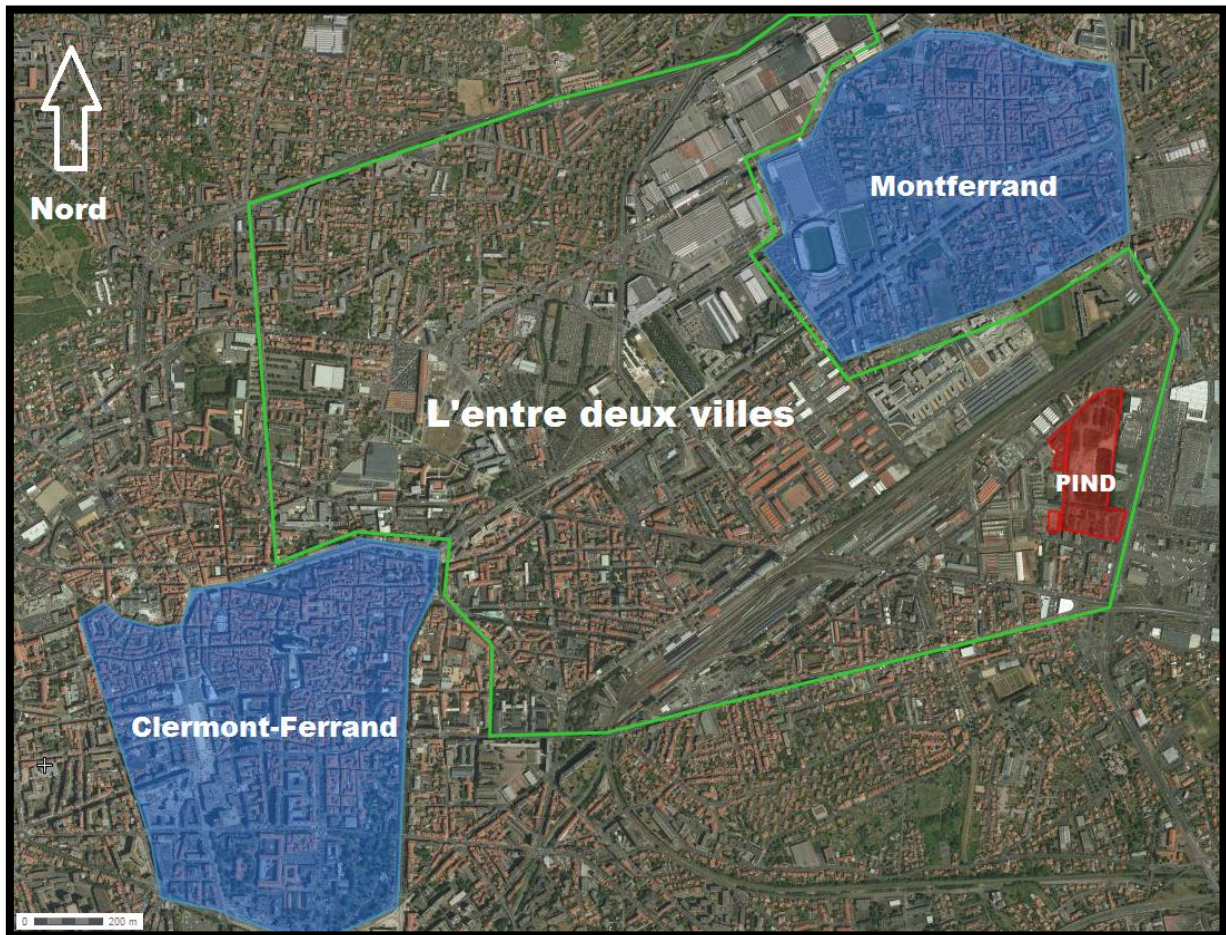 Nord
Montferrand
L'entre deux villes
PIND
Clermont-Ferrand
0 200 m